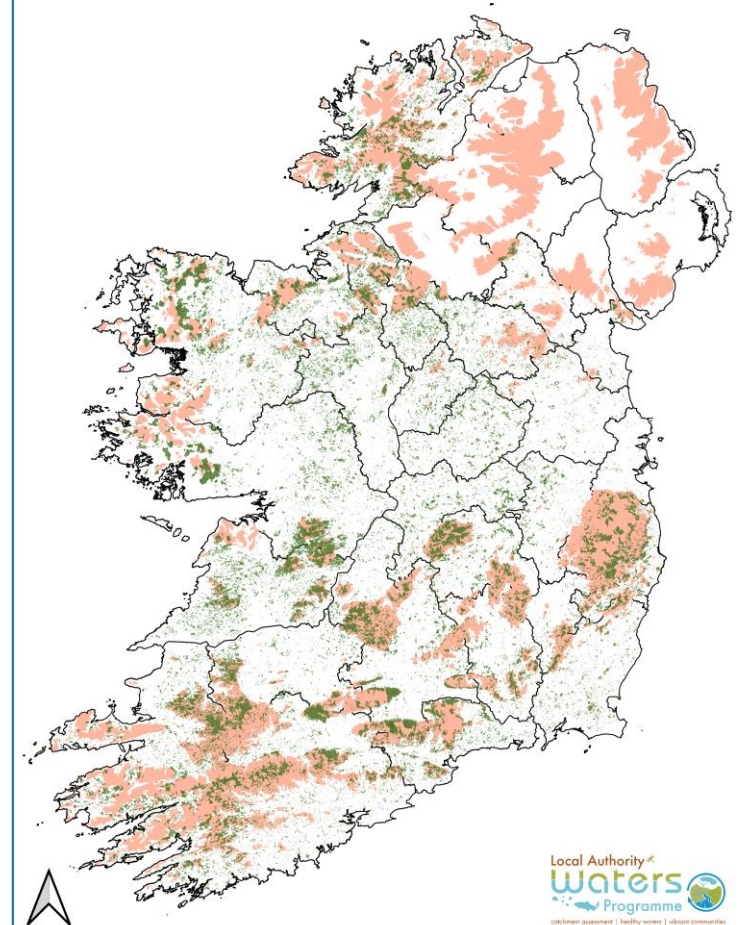 Local Authority
Waters
Programme
catchment assessment | healthy waters | vibrant communities